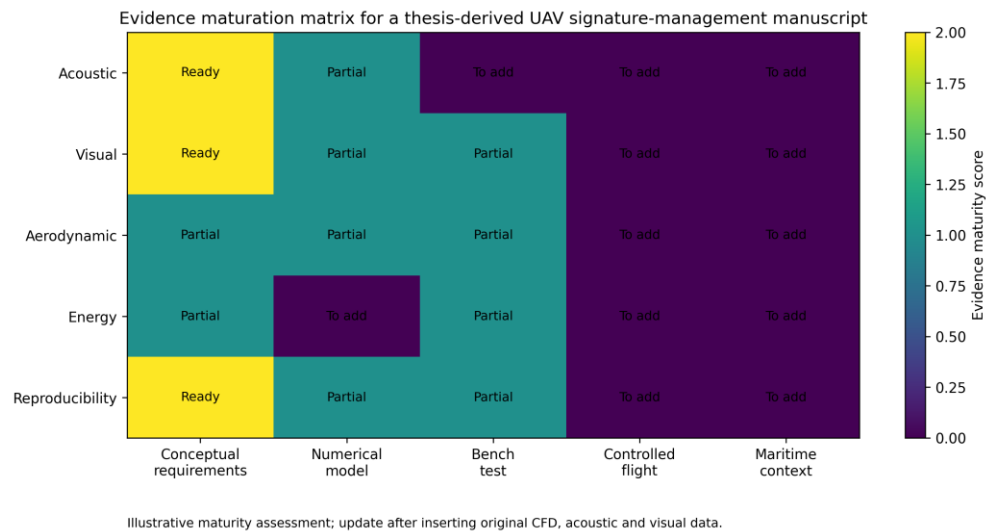 Evidence maturation matrix for a thesis-derived UAV signature-management manuscript
Acoustic
Ready
Partial
To add
To add
To add
Visual
Ready
Partial
Partial
To add
To add
Aerodynamic
Partial
Partial
Partial
To add
To add
Energy
Partial
To add
Partial
To add
To add
Reproducibility
Ready
Partial
Partial
To add
To add
Conceptual
requirements
Numerical
model
Bench
test
Controlled
flight
Maritime
context
2.00
1.75
1.50
1.25
1.00
0.75
0.50
0.25
0.00
Evidence maturity score
Illustrative maturity assessment; update after inserting original CFD, acoustic and visual data.